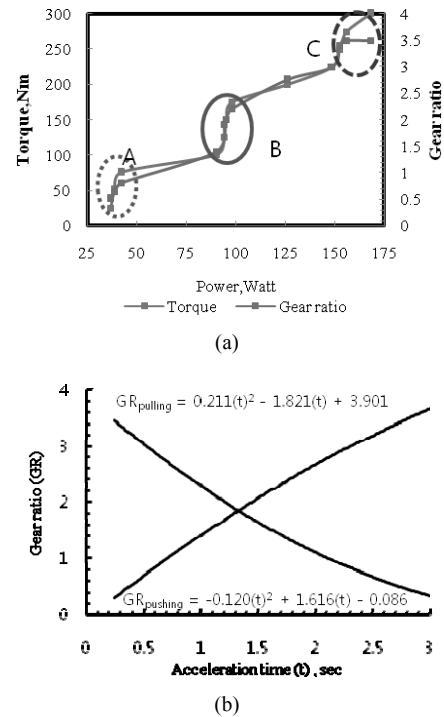 300
250
200
150
100
50
0
4
3.5
3
2.5
2
1.5
1
0.5
0
Torque,Nm
Gear ratio
A
B
C
25 50 75 100 125 150 175
Power,Watt
Torque Gear ratio
(a)
4
3
2
1
0
Gear ratio (GR)
GRpulling = 0.211(t)2 - 1.821(t) + 3.901
GRpushing = -0.120(t)2 + 1.616(t) - 0.086
0 0.5 1 1.5 2 2.5 3
Acceleration time (t) , sec
(b)